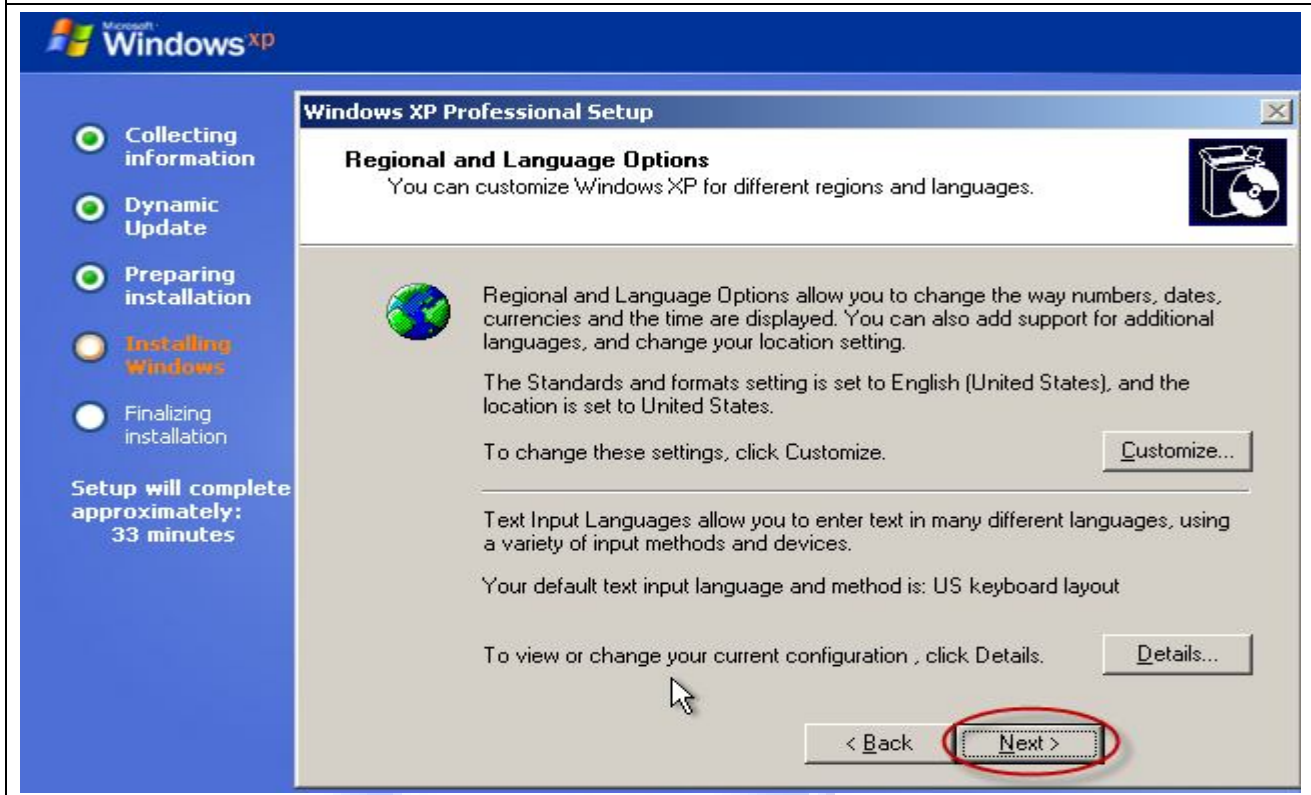 Microsoft
Windows xp
Collecting
information
Dynamic
Update
Preparing
installation
Installing
Windows
Finalizing
installation
Setup will complete
approximately:
33 minutes
Windows XP Professional Setup
Regional and Language Options
You can customize Windows XP for different regions and languages.
Regional and Language Options allow you to change the way numbers, dates,
currencies and the time are displayed. You can also add support for additional
languages, and change your location setting.
The Standards and formats setting is set to English (United States), and the
location is set to United States.
To change these settings, click Customize.
Customize...
Text Input Languages allow you to enter text in many different languages, using
a variety of input methods and devices.
Your default text input language and method is: US keyboard layout
To view or change your current configuration , click Details.
Details...
< Back
Next >